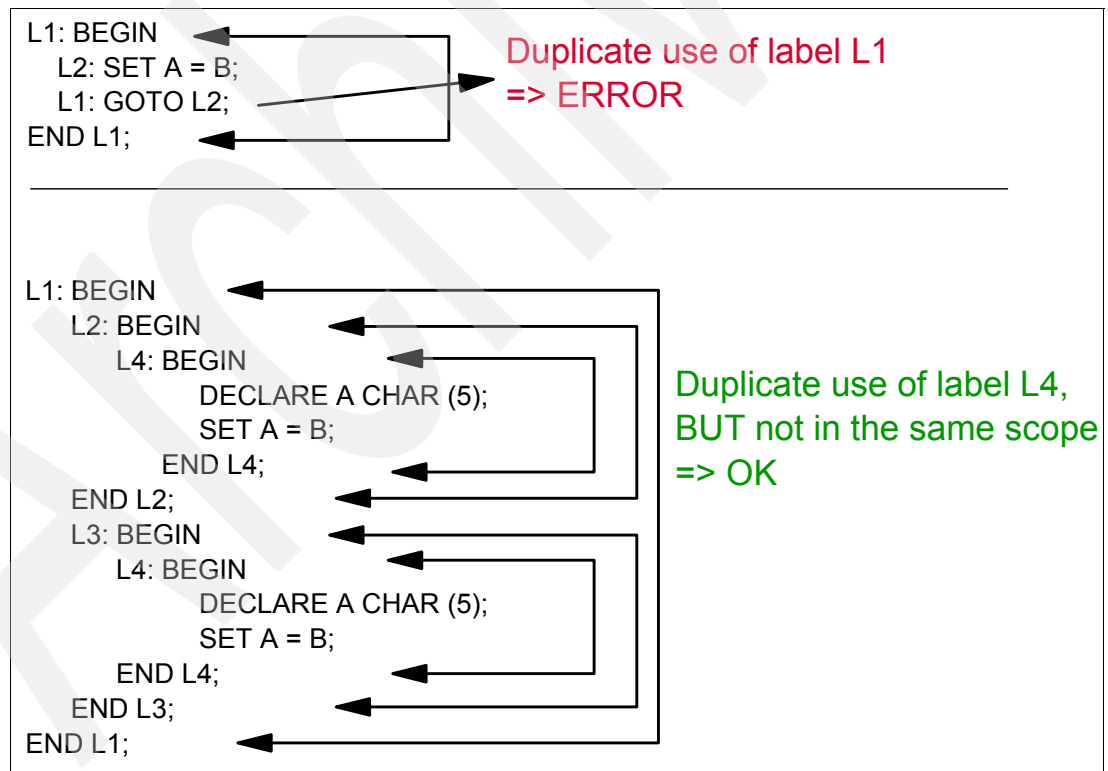 L1: BEGIN
L2: SET A = B;
L1: GOTO L2;
END L1;
Duplicate use of label L1
=> ERROR
L1: BEGIN
L2: BEGIN
L4: BEGIN
DECLARE A CHAR (5);
SET A = B;
END L4;
END L2;
L3: BEGIN
L4: BEGIN
DECLARE A CHAR (5);
SET A = B;
END L4;
END L3;
END L1;
Duplicate use of label L4,
BUT not in the same scope
=> OK